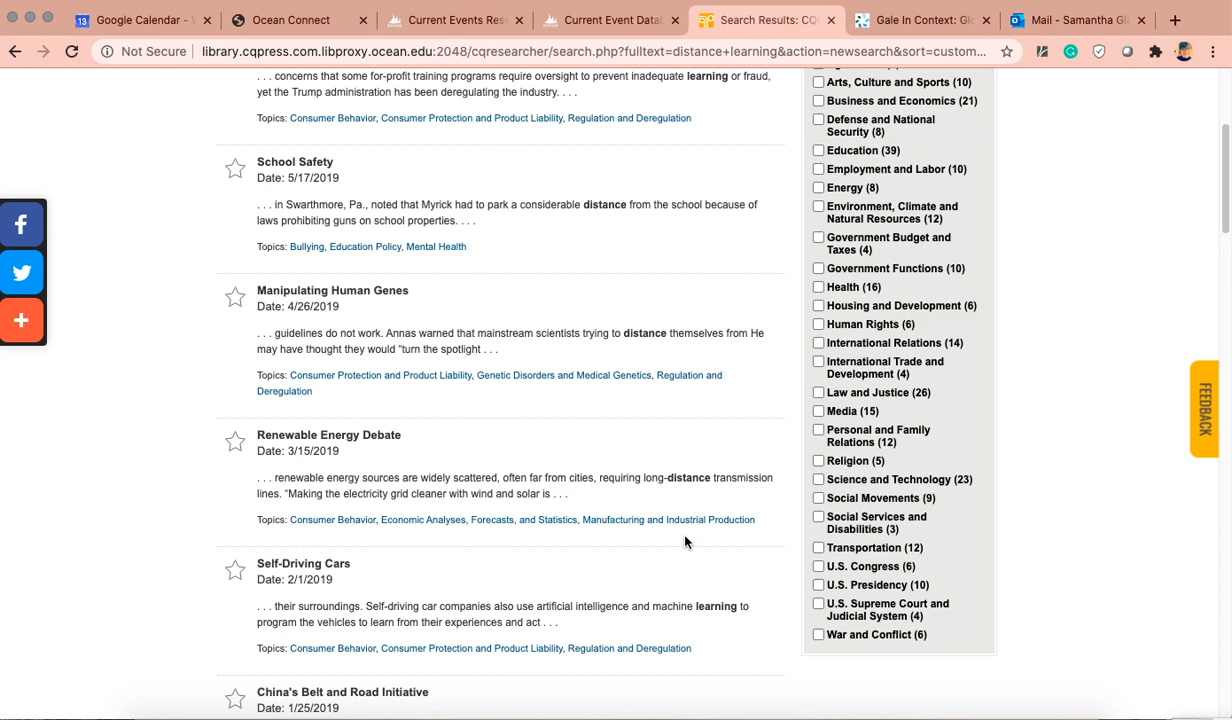 13 Google Calendar - W
Ocean Connect
Current Events Res
Current Event Datab
Search Results: CQ
Gale In Context: Glo
Mail - Samantha Gl
Not Secure
library.cqpress.com.libproxy.ocean.edu:2048/cqresearcher/search.php?fulltext=distance+learning&action=newsearch&sort=custom...
. . . concerns that some for-profit training programs require oversight to prevent inadequate learning or fraud,
yet the Trump administration has been deregulating the industry. . . .
Topics: Consumer Behavior, Consumer Protection and Product Liability, Regulation and Deregulation
School Safety
Date: 5/17/2019
. . . in Swarthmore, Pa., noted that Myrick had to park a considerable distance from the school because of
laws prohibiting guns on school properties. . . .
Topics: Bullying, Education Policy, Mental Health
Manipulating Human Genes
Date: 4/26/2019
. . . guidelines do not work. Annas warned that mainstream scientists trying to distance themselves from He
may have thought they would "turn the spotlight . . .
Topics: Consumer Protection and Product Liability, Genetic Disorders and Medical Genetics, Regulation and
Deregulation
Renewable Energy Debate
Date: 3/15/2019
. . . renewable energy sources are widely scattered, often far from cities, requiring long-distance transmission
lines. "Making the electricity grid cleaner with wind and solar is . . .
Topics: Consumer Behavior, Economic Analyses, Forecasts, and Statistics, Manufacturing and Industrial Production
Self-Driving Cars
Date: 2/1/2019
. . . their surroundings. Self-driving car companies also use artificial intelligence and machine learning to
program the vehicles to learn from their experiences and act . . .
Topics: Consumer Behavior, Consumer Protection and Product Liability, Regulation and Deregulation
China's Belt and Road Initiative
Date: 1/25/2019
Arts, Culture and Sports (10)
Business and Economics (21)
Defense and National
Security (8)
Education (39)
Employment and Labor (10)
Energy (8)
Environment, Climate and
Natural Resources (12)
Government Budget and
Taxes (4)
Government Functions (10)
Health (16)
Housing and Development (6)
Human Rights (6)
International Relations (14)
International Trade and
Development (4)
Law and Justice (26)
Media (15)
Personal and Family
Relations (12)
Religion (5)
Science and Technology (23)
Social Movements (9)
Social Services and
Disabilities (3)
Transportation (12)
U.S. Congress (6)
U.S. Presidency (10)
U.S. Supreme Court and
Judicial System (4)
War and Conflict (6)
FEEDBACK